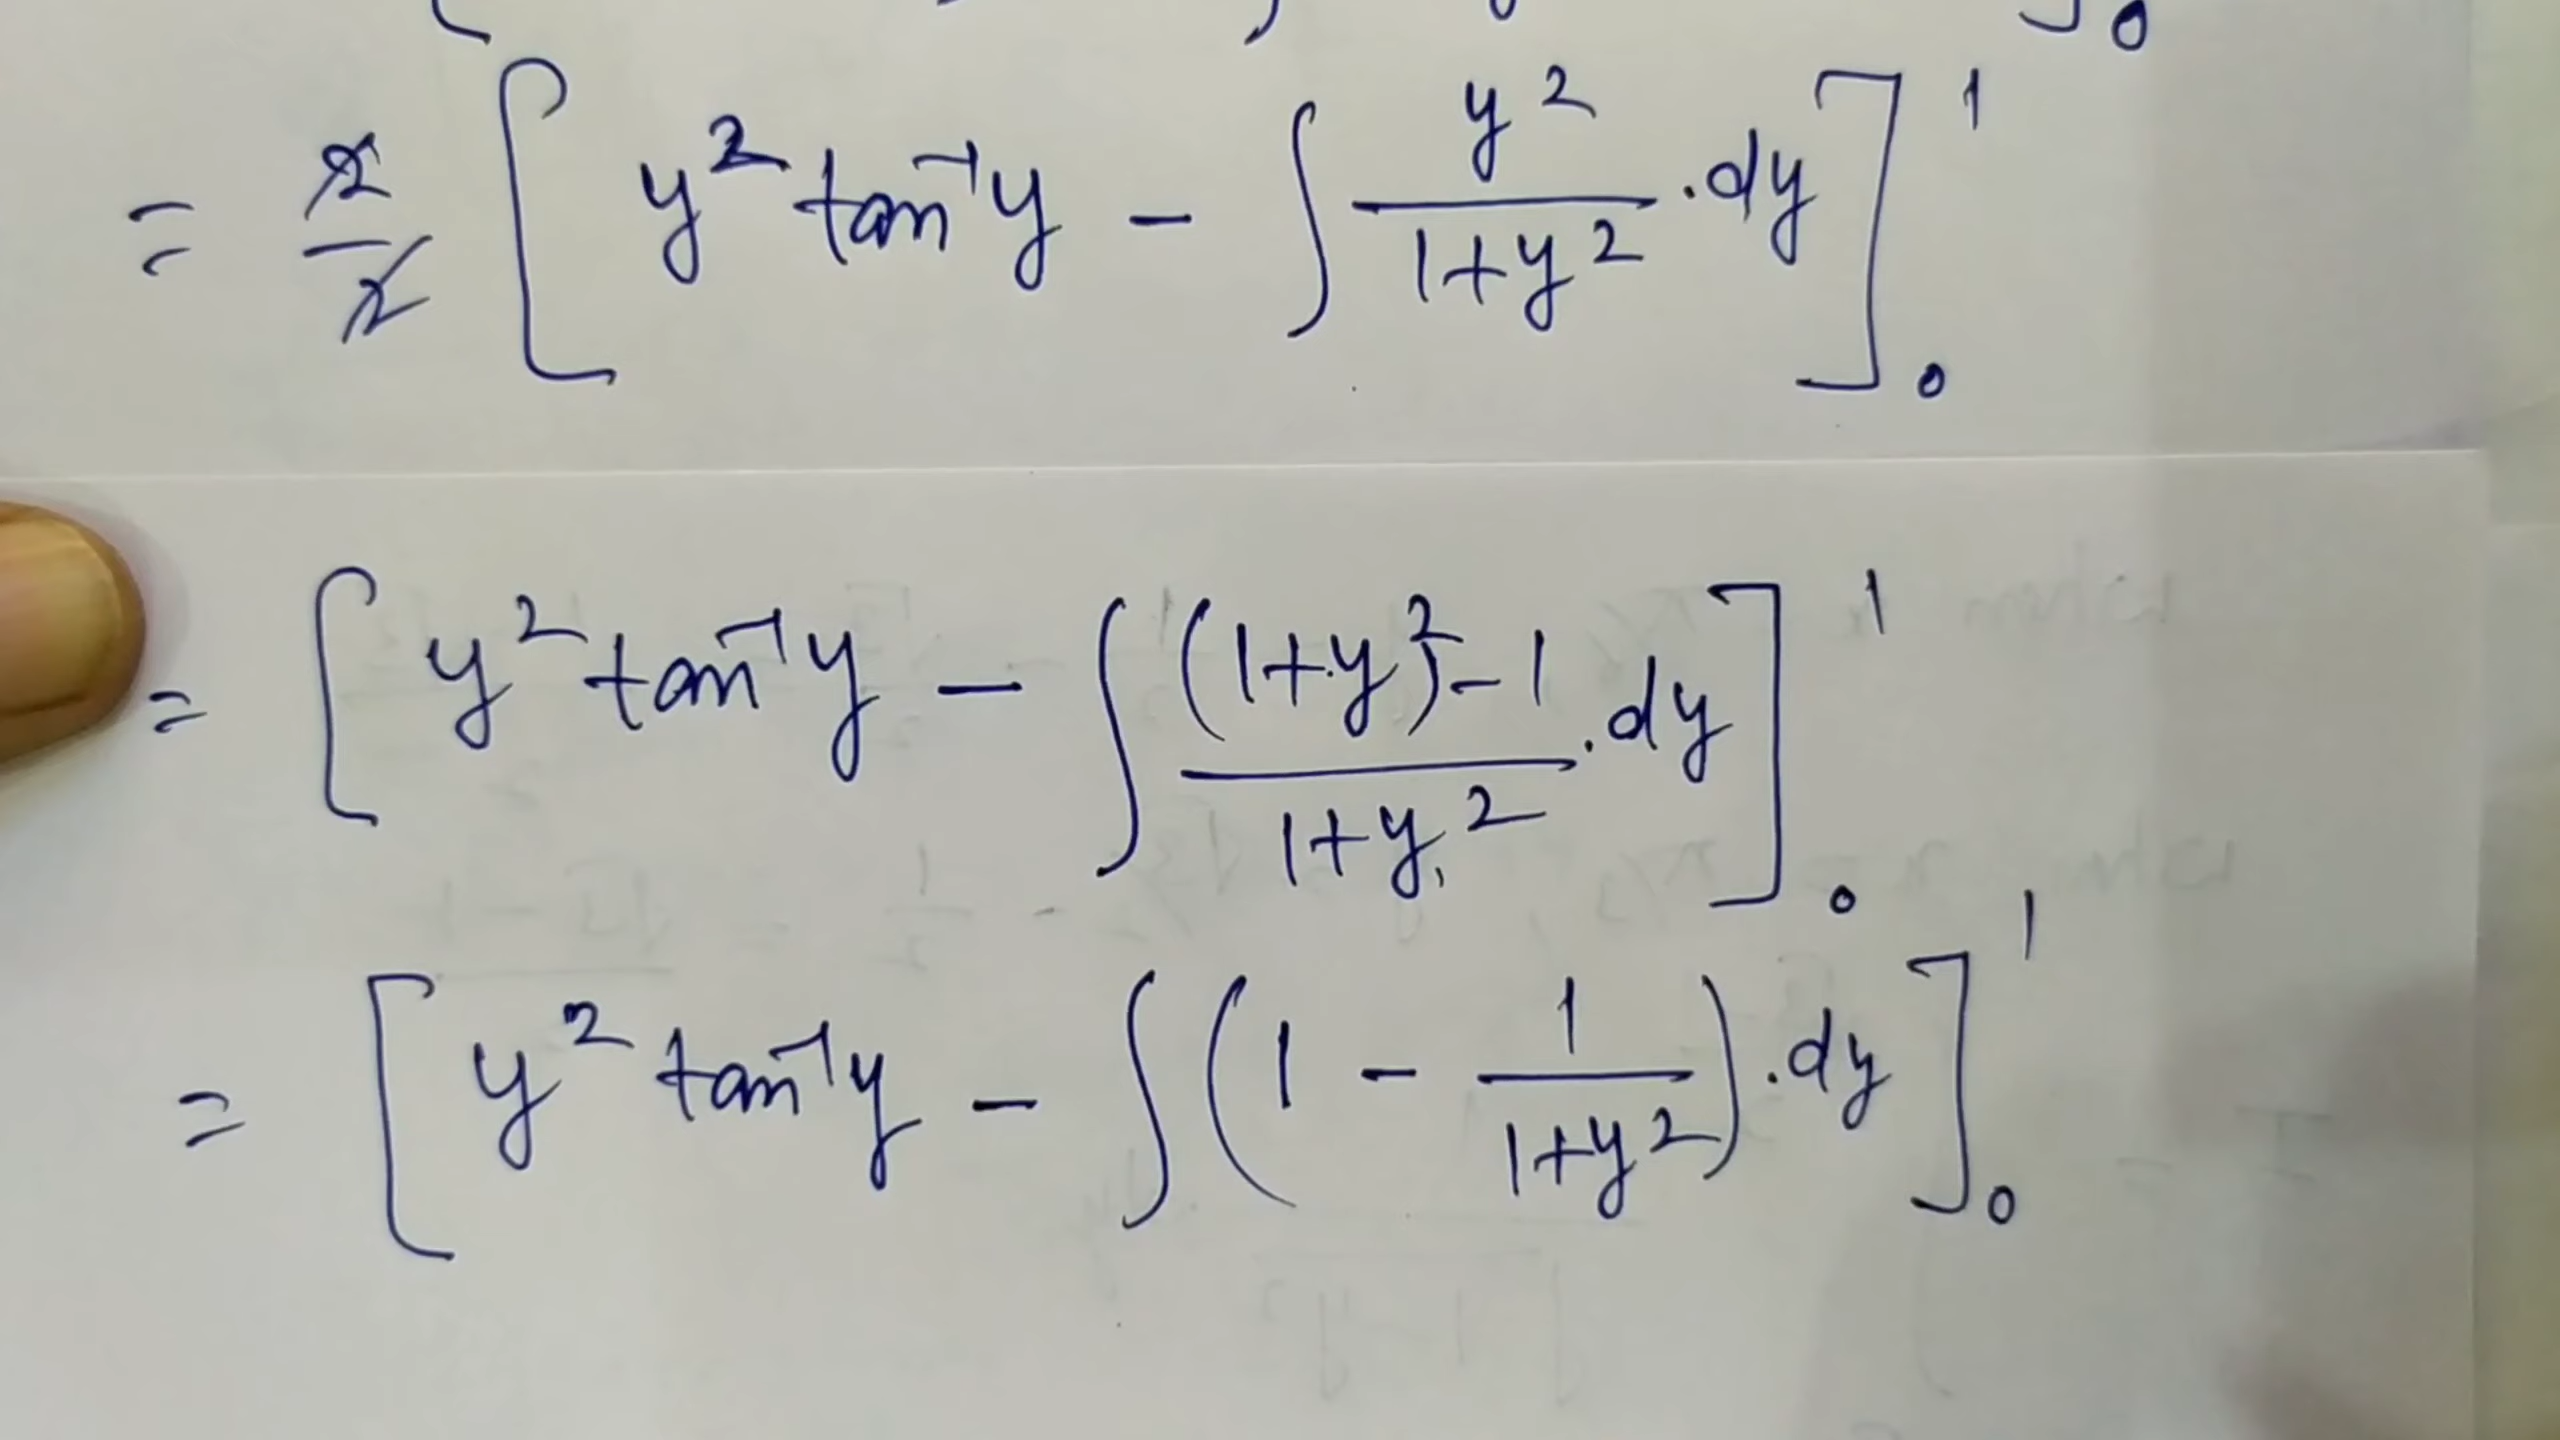 ]₀
= 2/2 [ y² tan⁻¹y - ∫ y²/(1+y²) .dy ]₀¹
= [ y² tan⁻¹y - ∫ ((1+y²)-1)/(1+y²) .dy ]₀¹
= [ y² tan⁻¹y - ∫ (1 - 1/(1+y²)) .dy ]₀¹